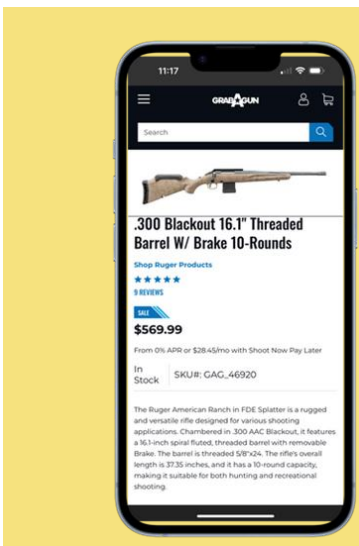 11:17
GRABAGUN
Search
.300 Blackout 16.1" Threaded
Barrel W/ Brake 10-Rounds
Shop Ruger Products
9 REVIEWS
SALE
$569.99
From 0% APR or $28.45/mo with Shoot Now Pay Later
In
Stock
SKU#: GAG_46920
The Ruger American Ranch in FDE Splatter is a rugged
and versatile rifle designed for various shooting
applications. Chambered in .300 AAC Blackout, it features
a 16.1-inch spiral fluted, threaded barrel with removable
Brake. The barrel is threaded 5/8"x24. The rifle's overall
length is 37.35 inches, and it has a 10-round capacity,
making it suitable for both hunting and recreational
shooting.